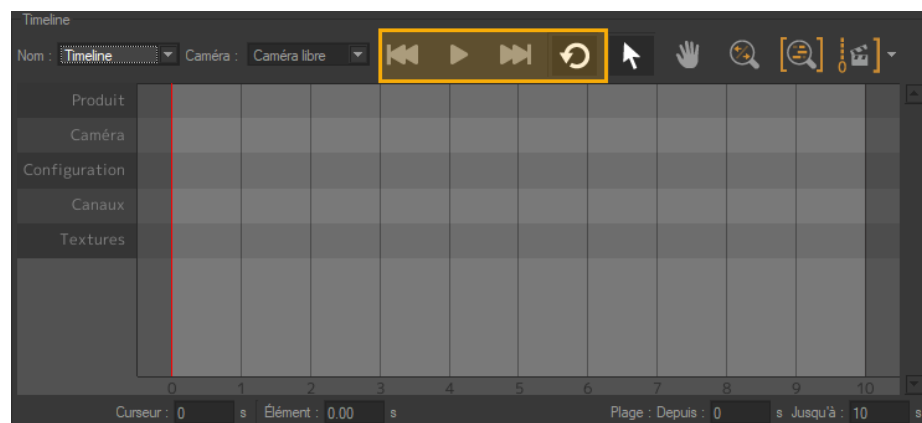 Timeline
Nom : Timeline Caméra : Caméra libre
Produit
Caméra
Configuration
Canaux
Textures
0 1 2 3 4 5 6 7 8 9 10
Curseur : 0 s Élément : 0.00 s Plage : Depuis : 0 s Jusqu'à : 10 s